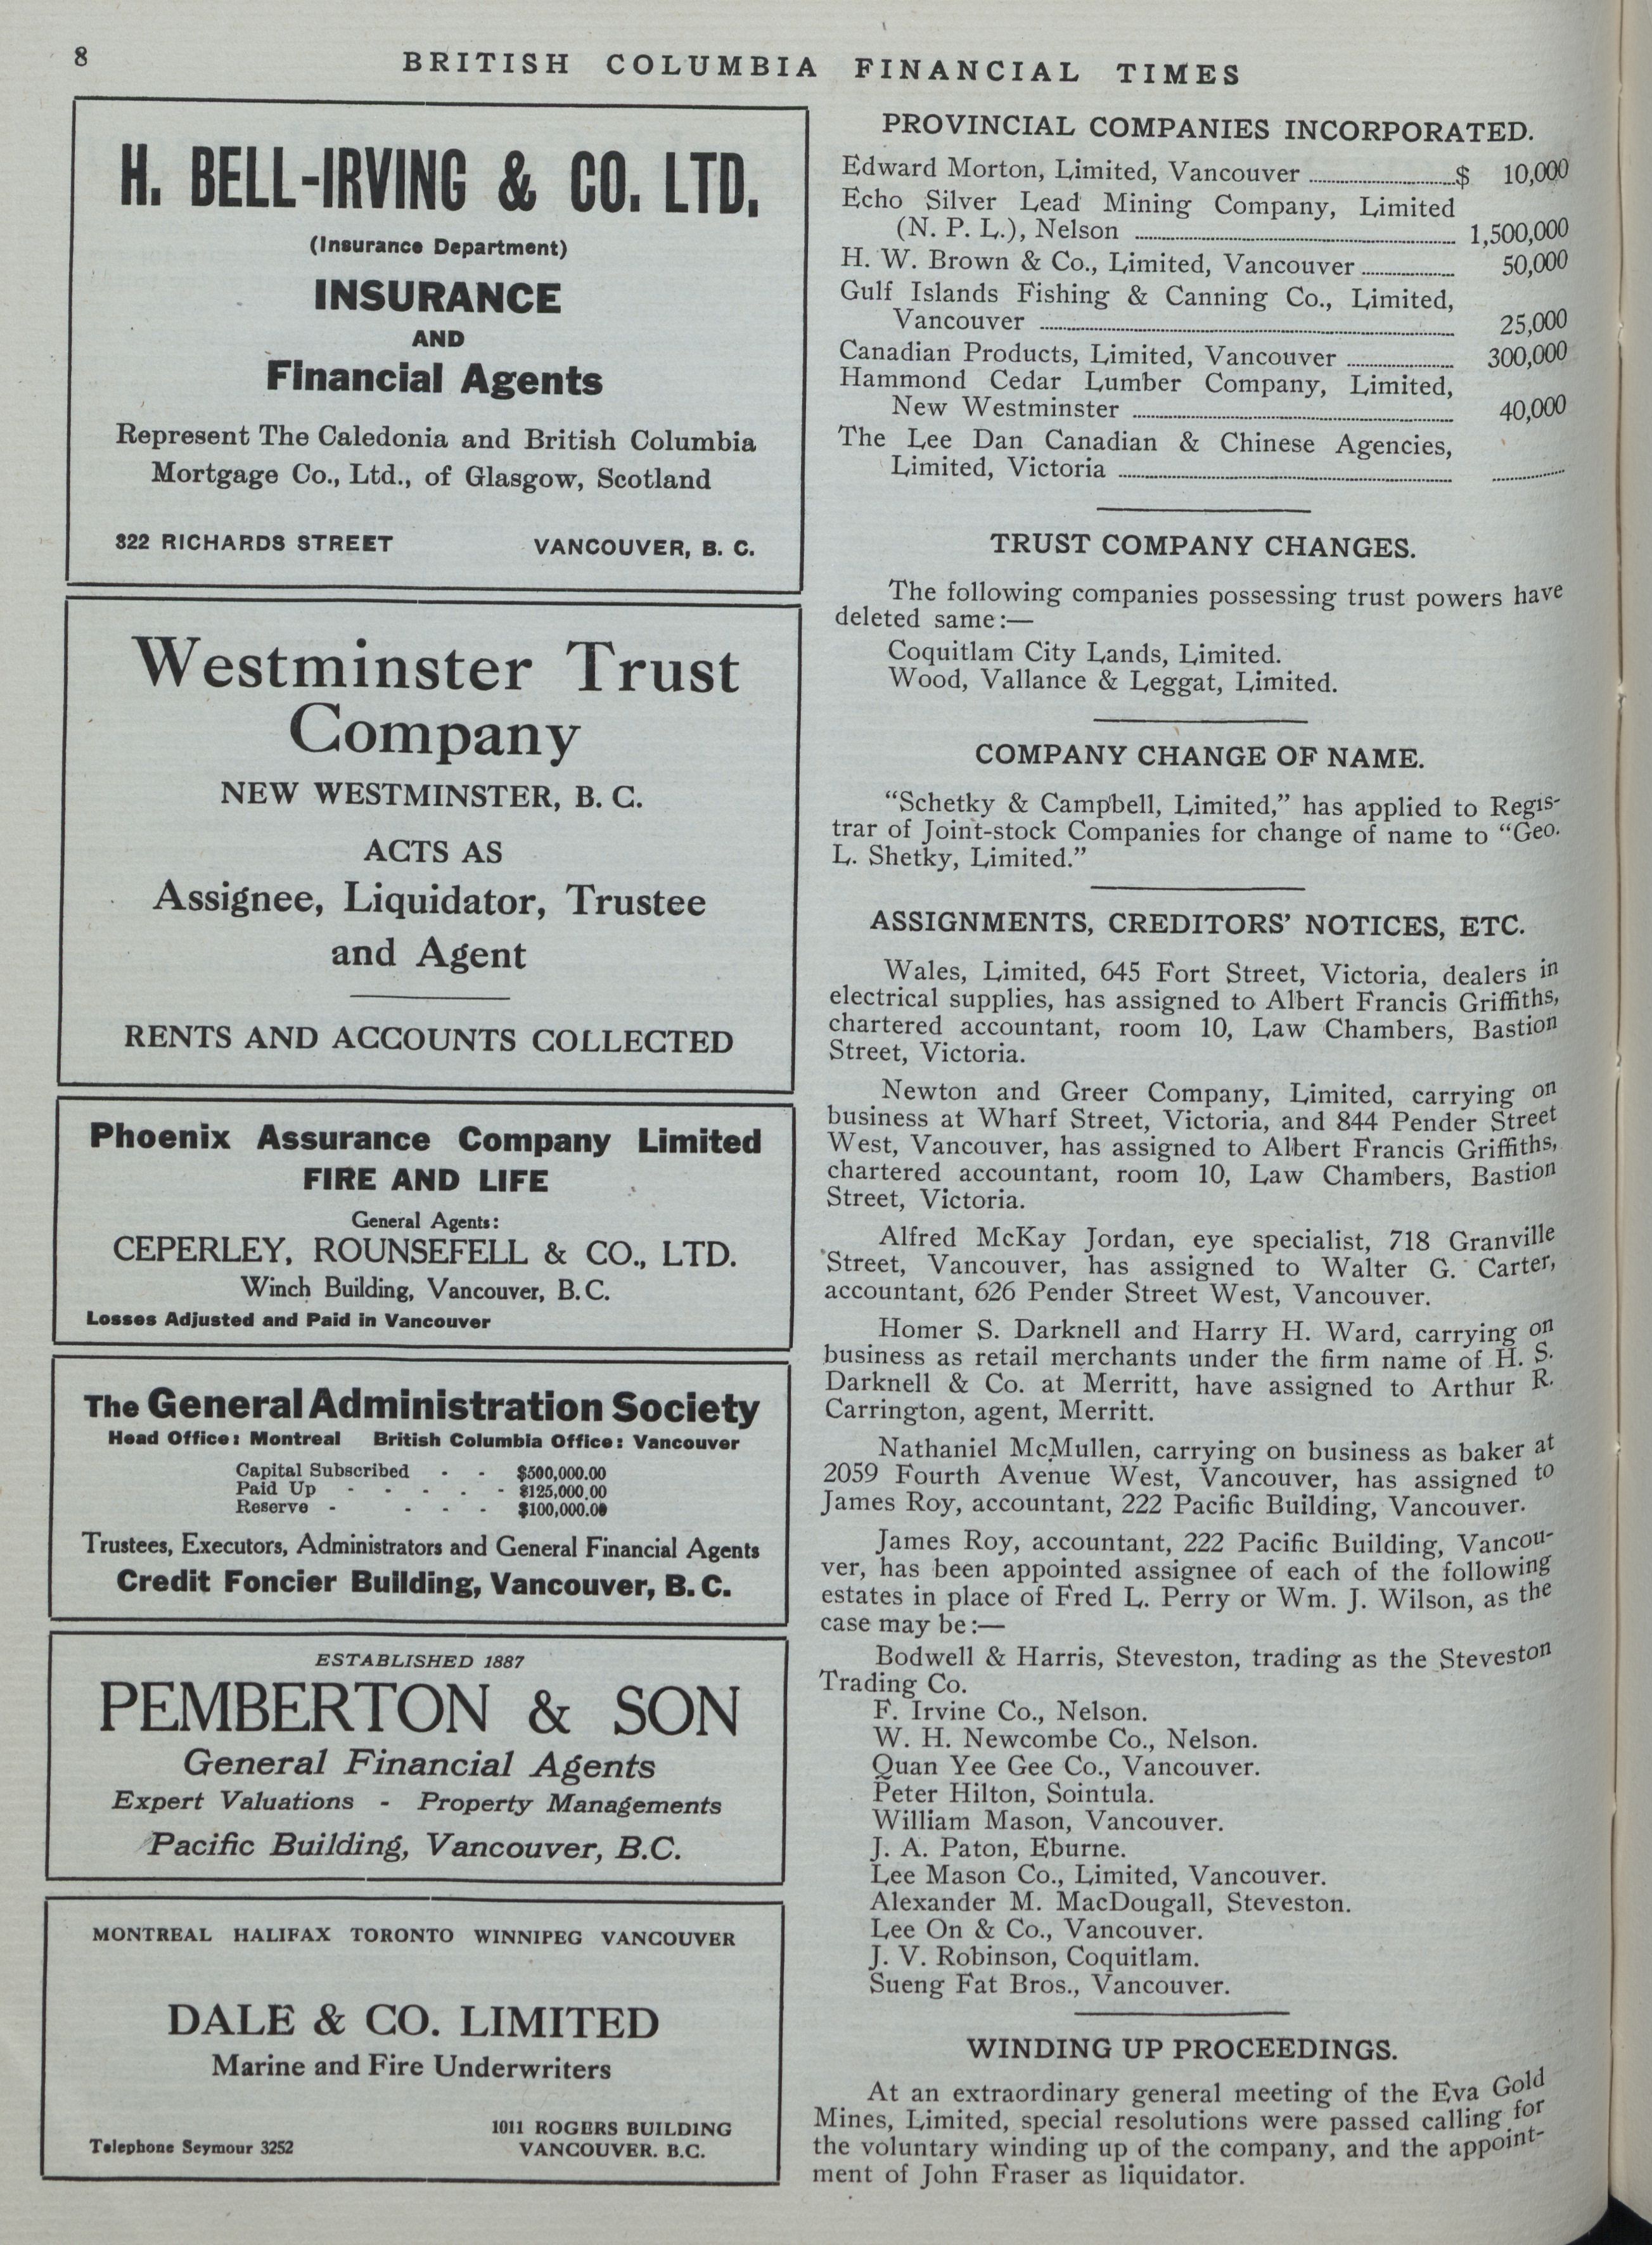 8
BRITISH COLUMBIA FINANCIAL TIMES
H. BELL-IRVING & CO. LTD.
(Insurance Department)
INSURANCE
AND
Financial Agents
Represent The Caledonia and British Columbia
Mortgage Co., Ltd., of Glasgow, Scotland
322 RICHARDS STREET VANCOUVER, B. C.
Westminster Trust
Company
NEW WESTMINSTER, B. C.
ACTS AS
Assignee, Liquidator, Trustee
and Agent
RENTS AND ACCOUNTS COLLECTED
Phoenix Assurance Company Limited
FIRE AND LIFE
General Agents:
CEPERLEY, ROUNSEFELL & CO., LTD.
Winch Building, Vancouver, B.C.
Losses Adjusted and Paid in Vancouver
The General Administration Society
Head Office: Montreal British Columbia Office: Vancouver
Capital Subscribed - - $500,000.00
Paid Up - - - - - $125,000.00
Reserve - - - - $100,000.00
Trustees, Executors, Administrators and General Financial Agents
Credit Foncier Building, Vancouver, B. C.
ESTABLISHED 1887
PEMBERTON & SON
General Financial Agents
Expert Valuations - Property Managements
Pacific Building, Vancouver, B.C.
MONTREAL HALIFAX TORONTO WINNIPEG VANCOUVER
DALE & CO. LIMITED
Marine and Fire Underwriters
1011 ROGERS BUILDING
Telephone Seymour 3252 VANCOUVER. B.C.
PROVINCIAL COMPANIES INCORPORATED.
Edward Morton, Limited, Vancouver ..............................$ 10,000
Echo Silver Lead Mining Company, Limited
(N. P. L.), Nelson .............................. 1,500,000
H. W. Brown & Co., Limited, Vancouver.................... 50,000
Gulf Islands Fishing & Canning Co., Limited,
Vancouver .............................. 25,000
Canadian Products, Limited, Vancouver .................... 300,000
Hammond Cedar Lumber Company, Limited,
New Westminster .............................. 40,000
The Lee Dan Canadian & Chinese Agencies,
Limited, Victoria .............................. ...............
TRUST COMPANY CHANGES.
The following companies possessing trust powers have
deleted same:—
Coquitlam City Lands, Limited.
Wood, Vallance & Leggat, Limited.
COMPANY CHANGE OF NAME.
“Schetky & Campbell, Limited,” has applied to Regis-
trar of Joint-stock Companies for change of name to “Geo.
L. Shetky, Limited.”
ASSIGNMENTS, CREDITORS’ NOTICES, ETC.
Wales, Limited, 645 Fort Street, Victoria, dealers in
electrical supplies, has assigned to Albert Francis Griffiths,
chartered accountant, room 10, Law Chambers, Bastion
Street, Victoria.
Newton and Greer Company, Limited, carrying on
business at Wharf Street, Victoria, and 844 Pender Street
West, Vancouver, has assigned to Albert Francis Griffiths,
chartered accountant, room 10, Law Chambers, Bastion
Street, Victoria.
Alfred McKay Jordan, eye specialist, 718 Granville
Street, Vancouver, has assigned to Walter G. Carter,
accountant, 626 Pender Street West, Vancouver.
Homer S. Darknell and Harry H. Ward, carrying on
business as retail merchants under the firm name of H. S.
Darknell & Co. at Merritt, have assigned to Arthur R.
Carrington, agent, Merritt.
Nathaniel McMullen, carrying on business as baker at
2059 Fourth Avenue West, Vancouver, has assigned to
James Roy, accountant, 222 Pacific Building, Vancouver.
James Roy, accountant, 222 Pacific Building, Vancou-
ver, has been appointed assignee of each of the following
estates in place of Fred L. Perry or Wm. J. Wilson, as the
case may be:—
Bodwell & Harris, Steveston, trading as the Steveston
Trading Co.
F. Irvine Co., Nelson.
W. H. Newcombe Co., Nelson.
Quan Yee Gee Co., Vancouver.
Peter Hilton, Sointula.
William Mason, Vancouver.
J. A. Paton, Eburne.
Lee Mason Co., Limited, Vancouver.
Alexander M. MacDougall, Steveston.
Lee On & Co., Vancouver.
J. V. Robinson, Coquitlam.
Sueng Fat Bros., Vancouver.
WINDING UP PROCEEDINGS.
At an extraordinary general meeting of the Eva Gold
Mines, Limited, special resolutions were passed calling for
the voluntary winding up of the company, and the appoint-
ment of John Fraser as liquidator.